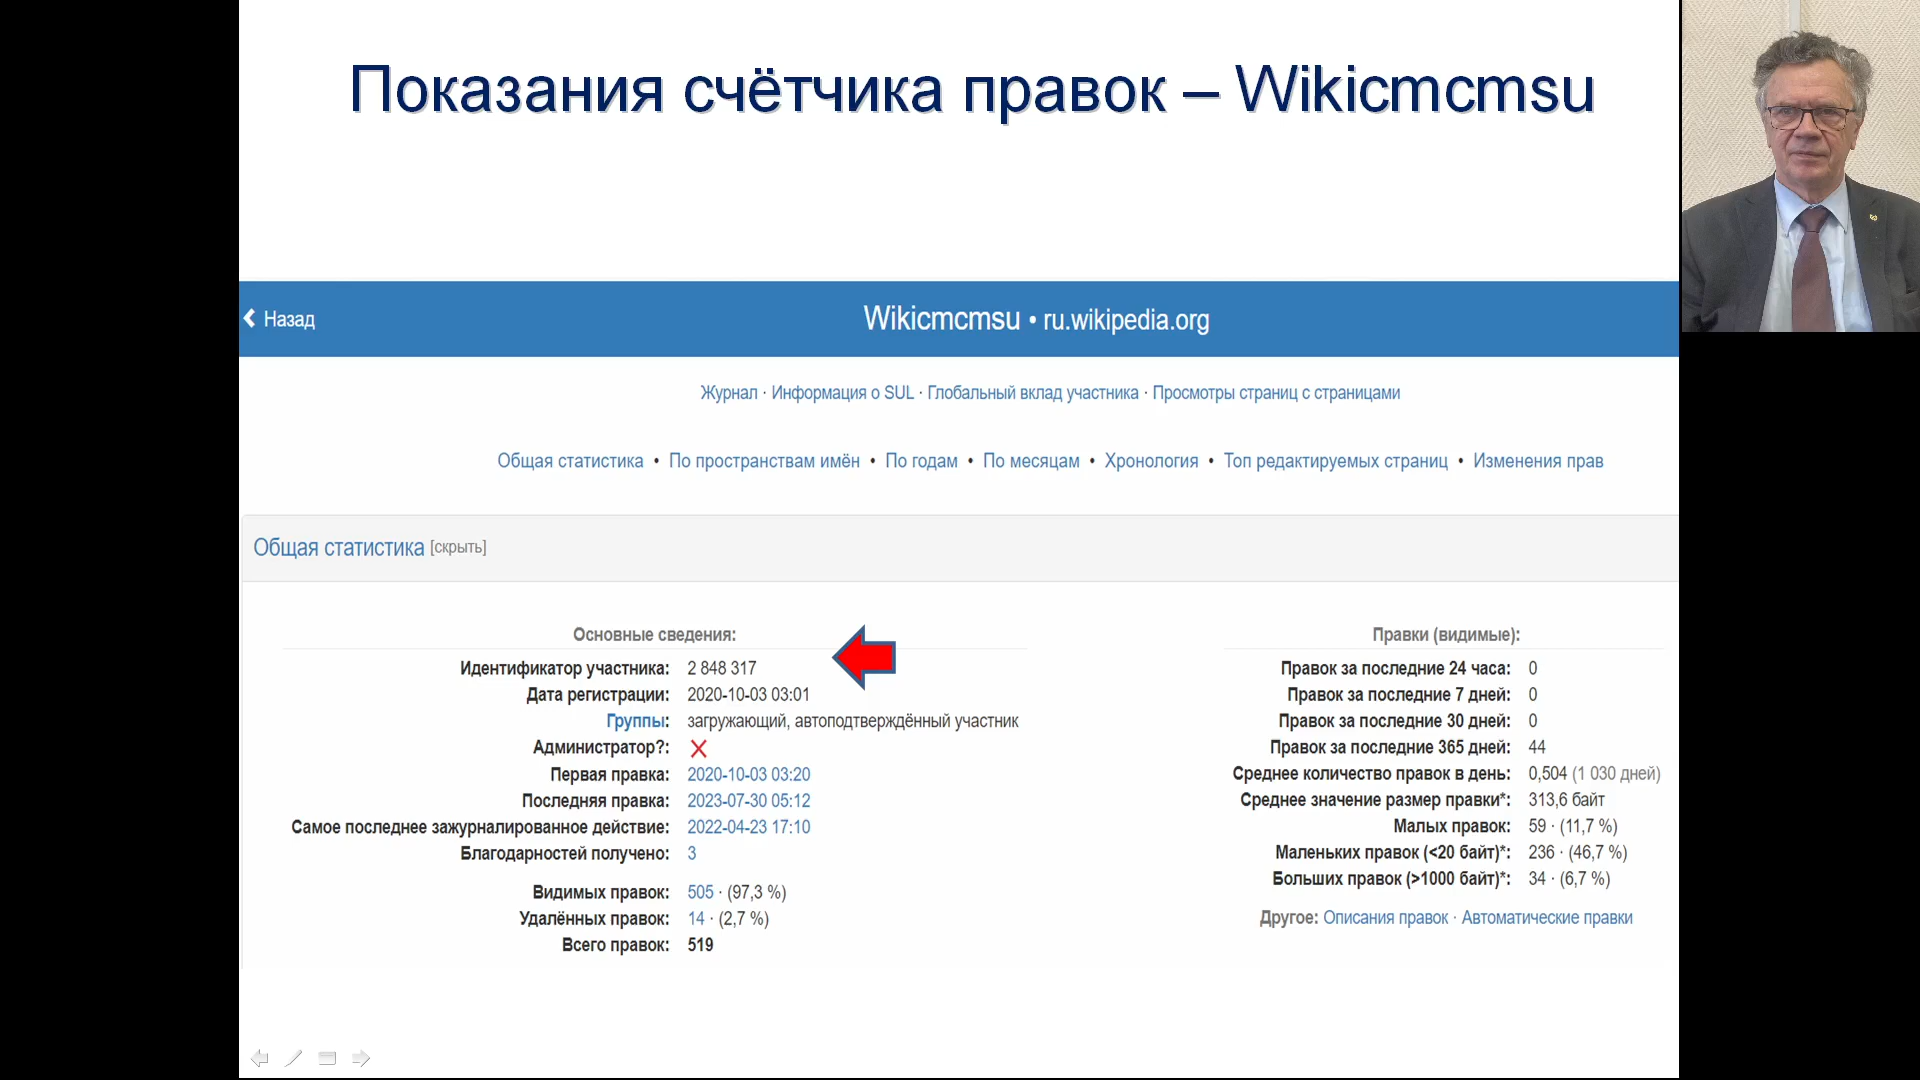 Показания счётчика правок – Wikicmcmsu
Назад
Wikicmcmsu • ru.wikipedia.org
Журнал · Информация о SUL · Глобальный вклад участника · Просмотры страниц с страницами
Общая статистика • По пространствам имён • По годам • По месяцам • Хронология • Топ редактируемых страниц • Изменения прав
Общая статистика [скрыть]
Основные сведения:
Идентификатор участника: 2 848 317
Дата регистрации: 2020-10-03 03:01
Группы: загружающий, автоподтверждённый участник
Администратор?:
Первая правка: 2020-10-03 03:20
Последняя правка: 2023-07-30 05:12
Самое последнее зажурналированное действие: 2022-04-23 17:10
Благодарностей получено: 3
Видимых правок: 505 · (97,3 %)
Удалённых правок: 14 · (2,7 %)
Всего правок: 519
Правки (видимые):
Правок за последние 24 часа: 0
Правок за последние 7 дней: 0
Правок за последние 30 дней: 0
Правок за последние 365 дней: 44
Среднее количество правок в день: 0,504 (1 030 дней)
Среднее значение размер правки*: 313,6 байт
Малых правок: 59 · (11,7 %)
Маленьких правок (<20 байт)*: 236 · (46,7 %)
Больших правок (>1000 байт)*: 34 · (6,7 %)
Другое: Описания правок · Автоматические правки